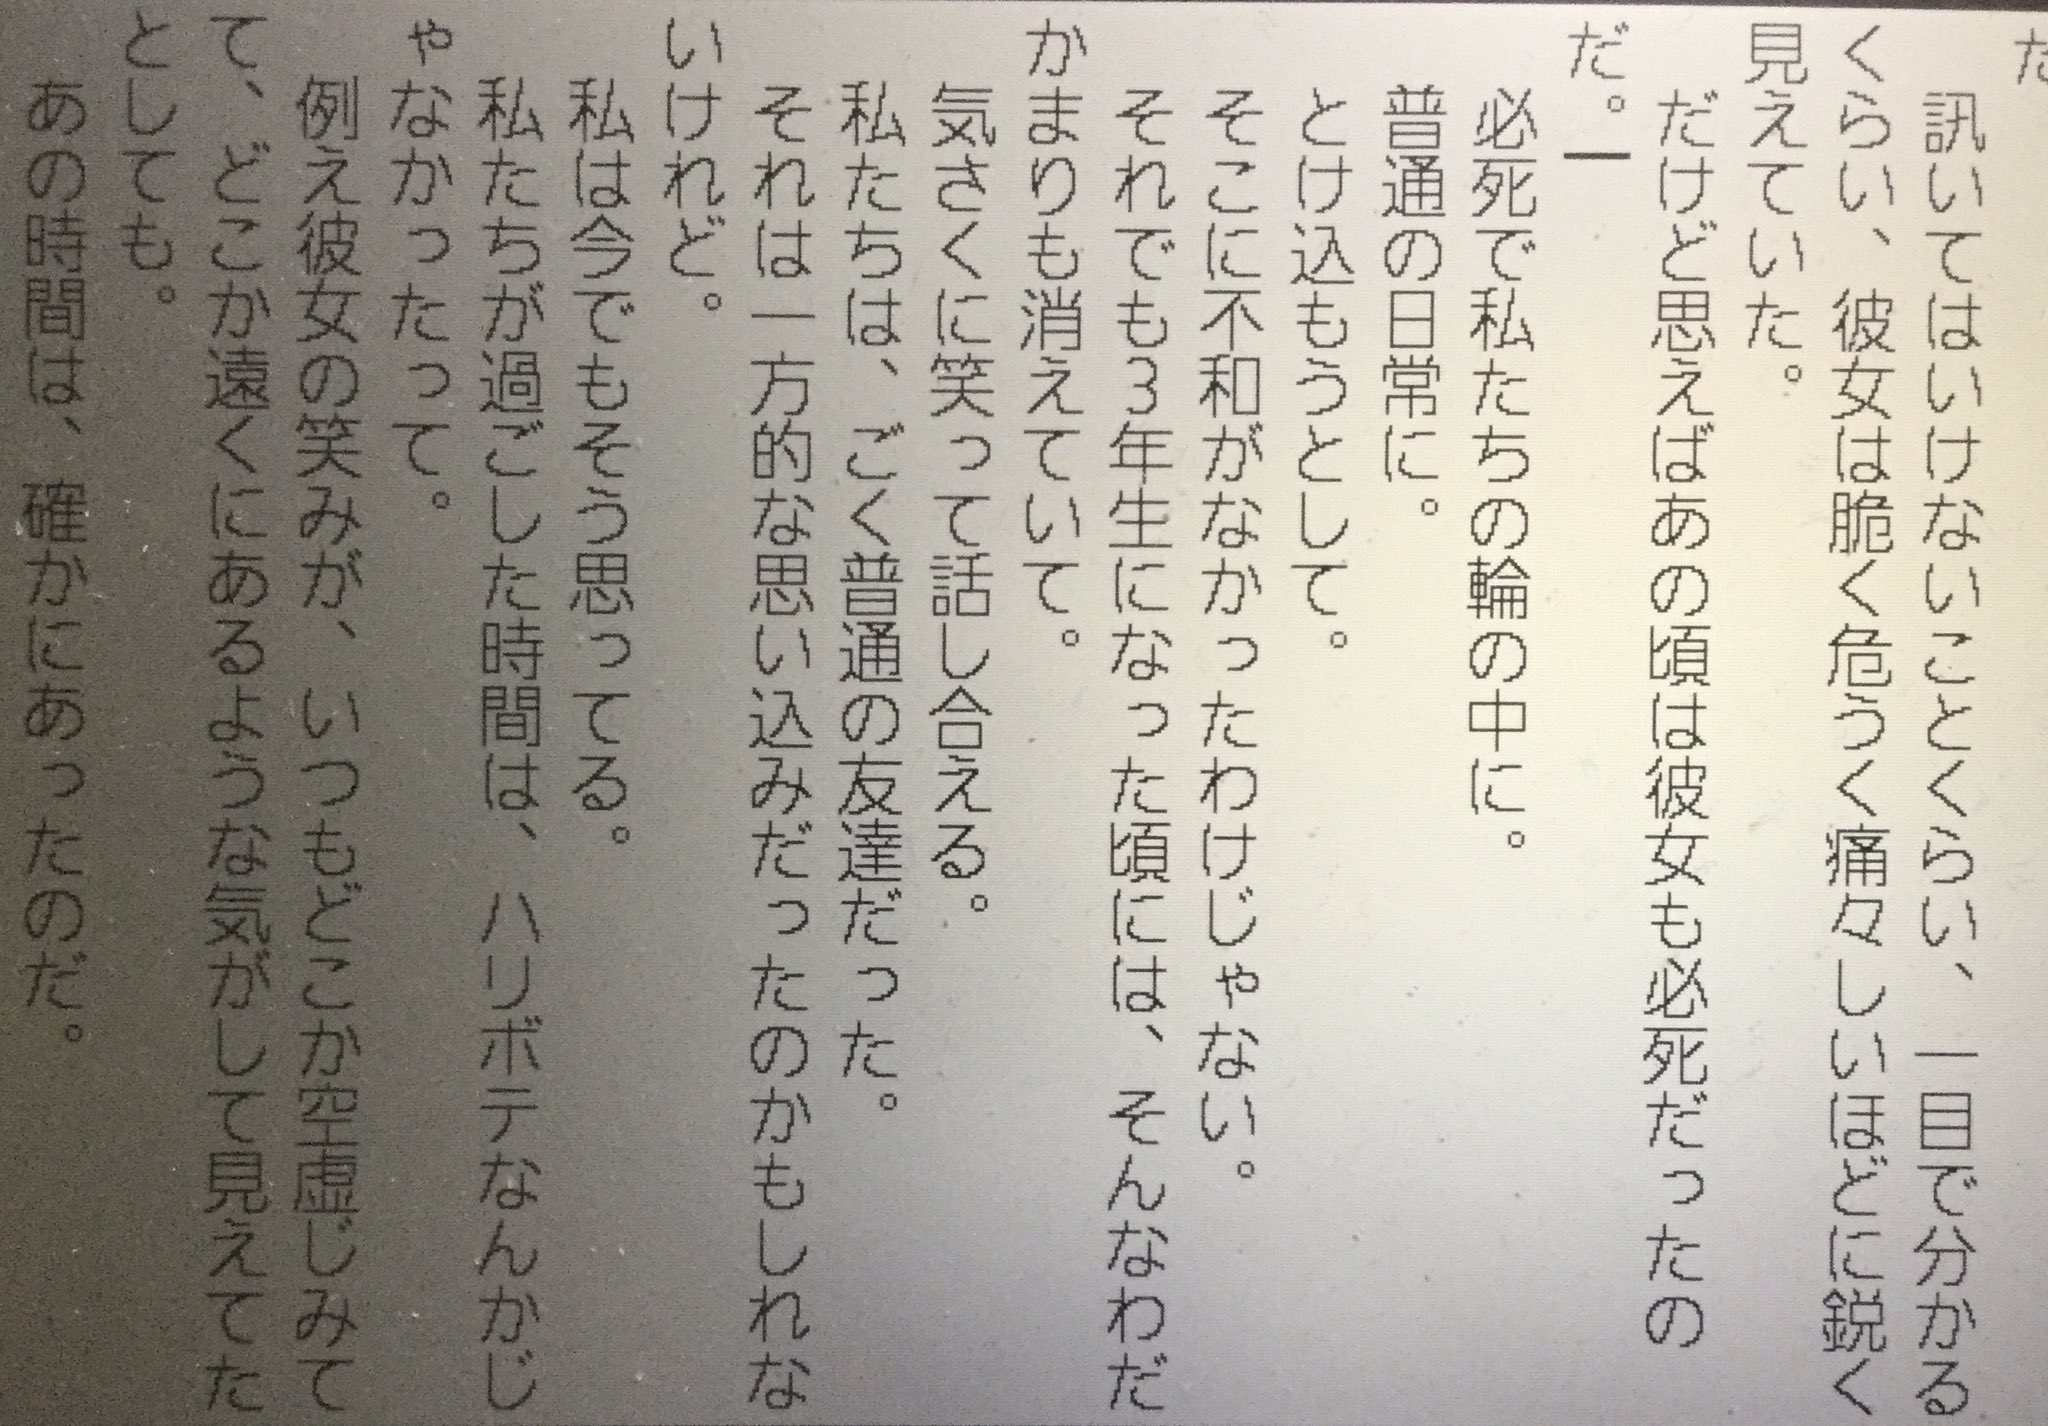 た
　訊いてはいけないことくらい、一目で分かる
くらい、彼女は脆く危うく痛々しいほどに鋭く
見えていた。
　だけど思えばあの頃は彼女も必死だったの
だ。
　必死で私たちの輪の中に。
　普通の日常に。
　とけ込もうとして。
　そこに不和がなかったわけじゃない。
　それでも3年生になった頃には、そんなわだ
かまりも消えていて。
　気さくに笑って話し合える。
　私たちは、ごく普通の友達だった。
　それは一方的な思い込みだったのかもしれな
いけれど。
　私は今でもそう思ってる。
　私たちが過ごした時間は、ハリボテなんかじ
ゃなかったって。
　例え彼女の笑みが、いつもどこか空虚じみて
て、どこか遠くにあるような気がして見えてた
としても。
　あの時間は、確かにあったのだ。